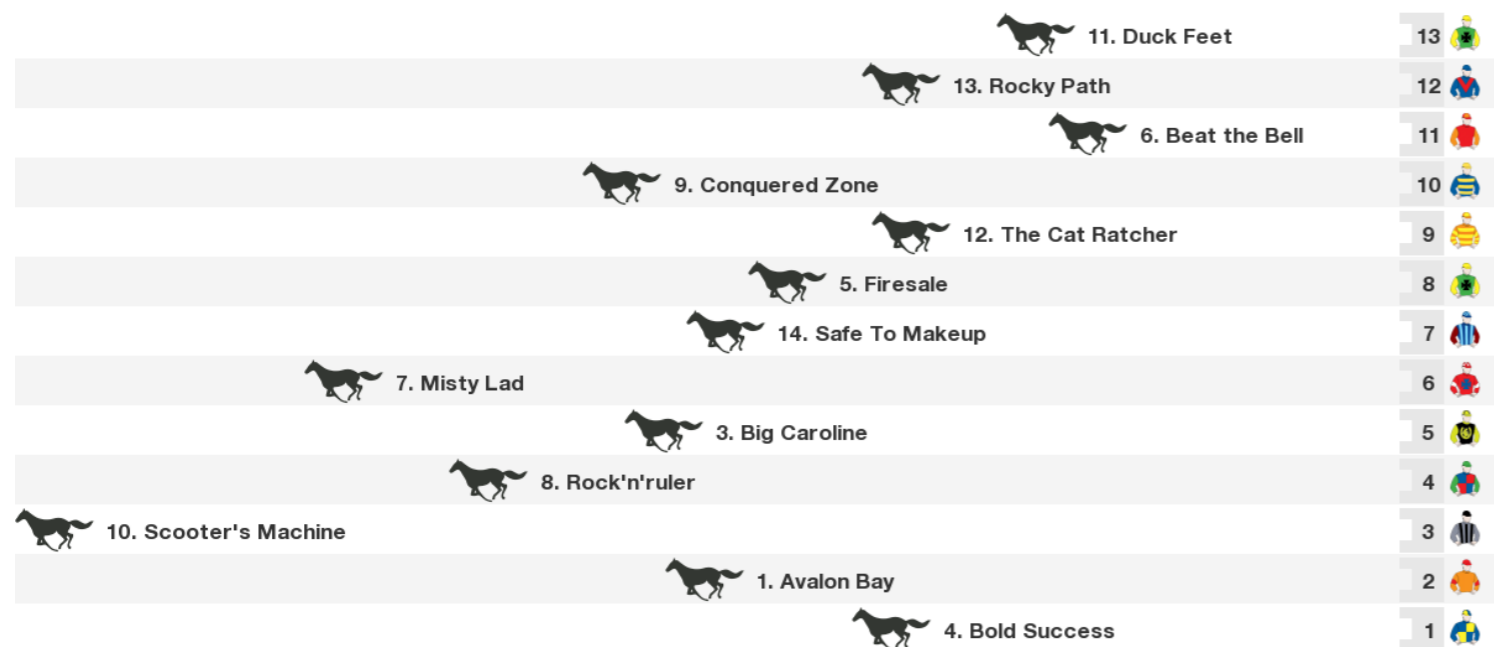 11. Duck Feet 13
13. Rocky Path 12
6. Beat the Bell 11
9. Conquered Zone 10
12. The Cat Ratcher 9
5. Firesale 8
14. Safe To Makeup 7
7. Misty Lad 6
3. Big Caroline 5
8. Rock'n'ruler 4
10. Scooter's Machine 3
1. Avalon Bay 2
4. Bold Success 1